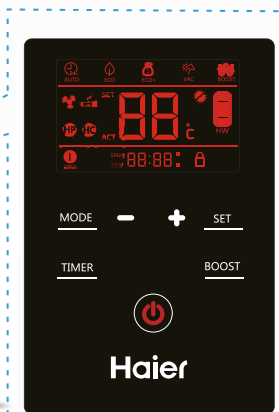 AUTO ECO ECO+ VAC BOOST
SET
88 °c
HP HC ACT HW
88:88
MODE - + SET
TIMER BOOST
Haier